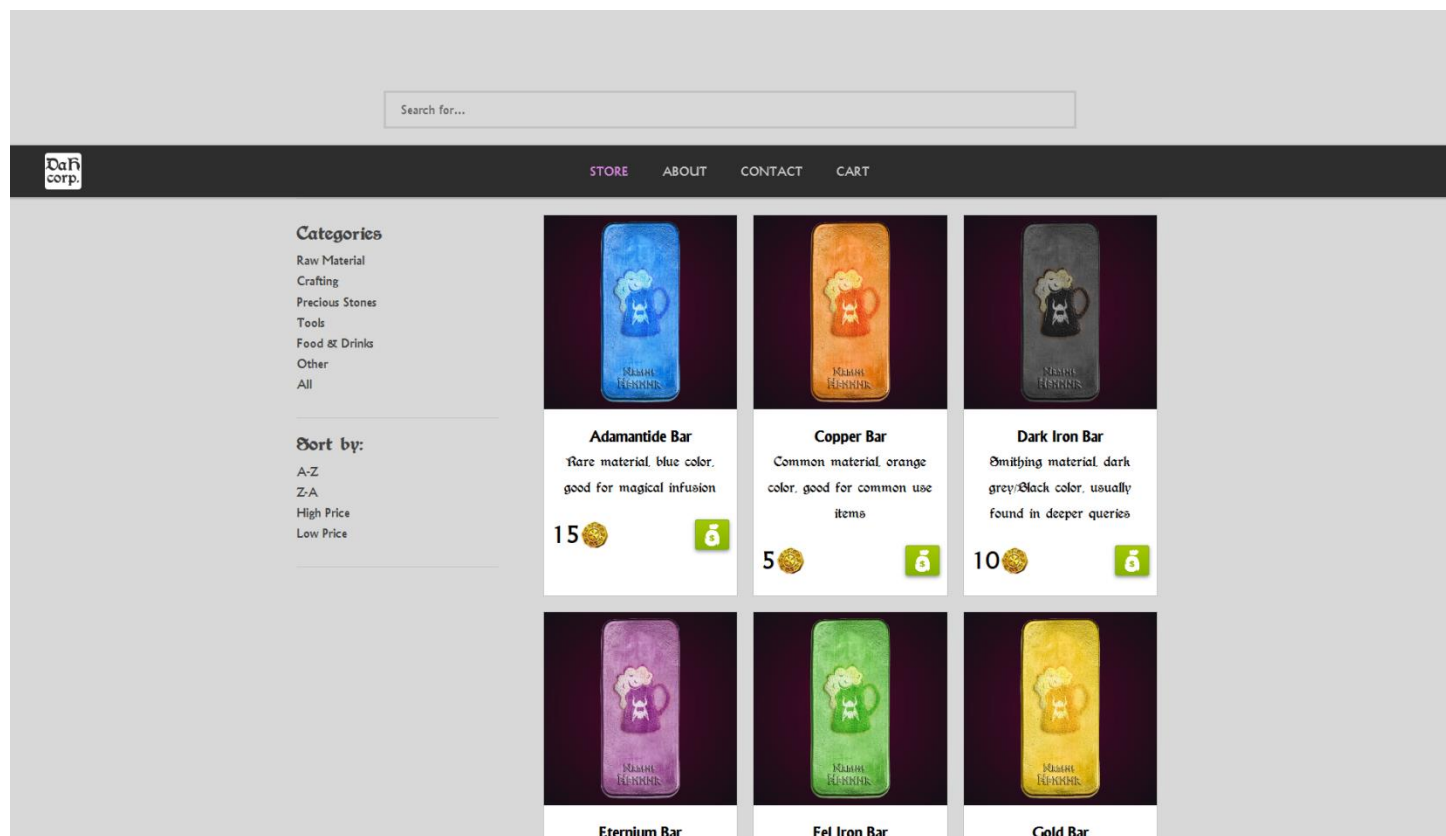 Search for...
DaH
corp.
STORE ABOUT CONTACT CART
Categories
Raw Material
Crafting
Precious Stones
Tools
Food & Drinks
Other
All
Sort by:
A-Z
Z-A
High Price
Low Price
Adamantide Bar
Rare material, blue color,
good for magical infusion
15
Copper Bar
Common material, orange
color, good for common use
items
5
Dark Iron Bar
Smithing material, dark
grey/Black color, usually
found in deeper queries
10
Eternium Bar
Fel Iron Bar
Gold Bar